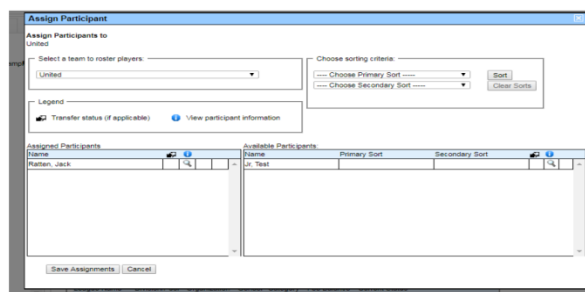 Assign Participant
Assign Participants to
United
Select a team to roster players:
United
Choose sorting criteria:
---- Choose Primary Sort -----
Sort
---- Choose Secondary Sort -----
Clear Sorts
Legend
Transfer status (if applicable)
View participant information
Assigned Participants
Name
Ratten, Jack
Available Participants:
Name Primary Sort Secondary Sort
Jr, Test
Save Assignments Cancel